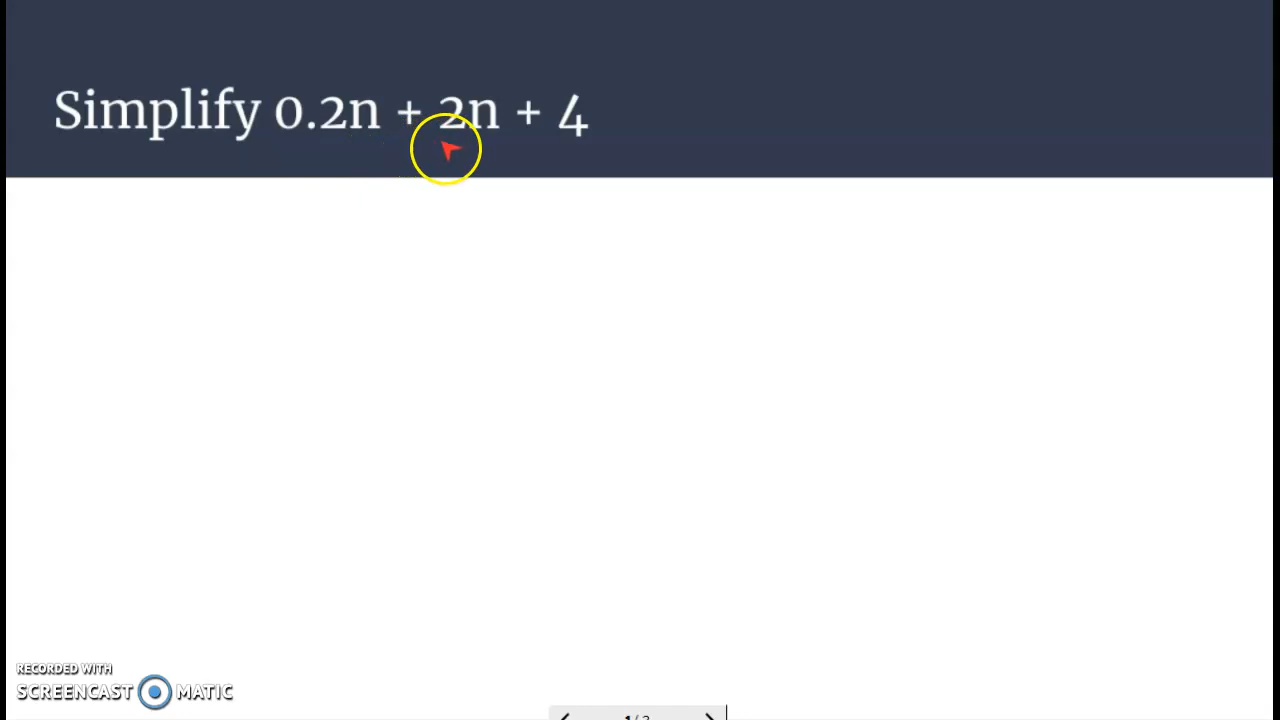 Simplify 0.2n + 2n + 4
RECORDED WITH
SCREENCAST MATIC